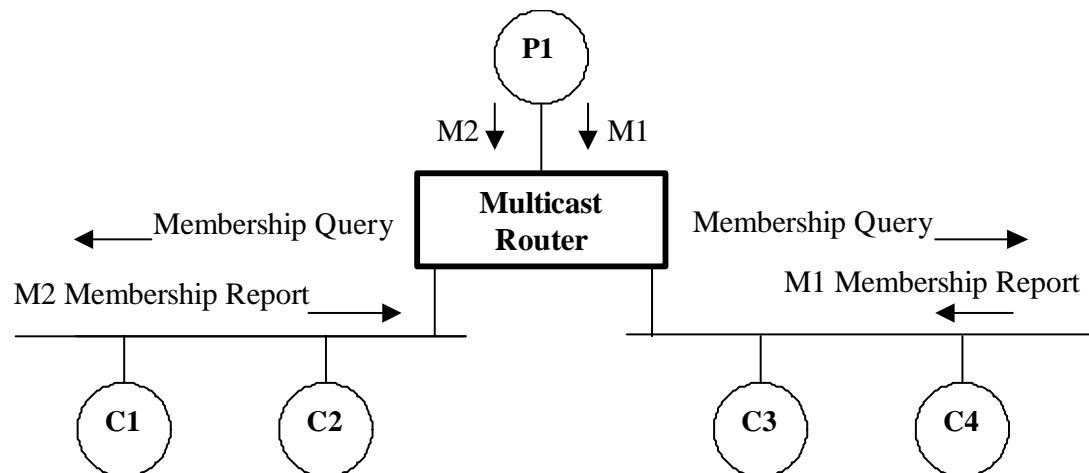 P1
M2
M1
Multicast
Router
Membership Query
Membership Query
M2 Membership Report
M1 Membership Report
C1
C2
C3
C4